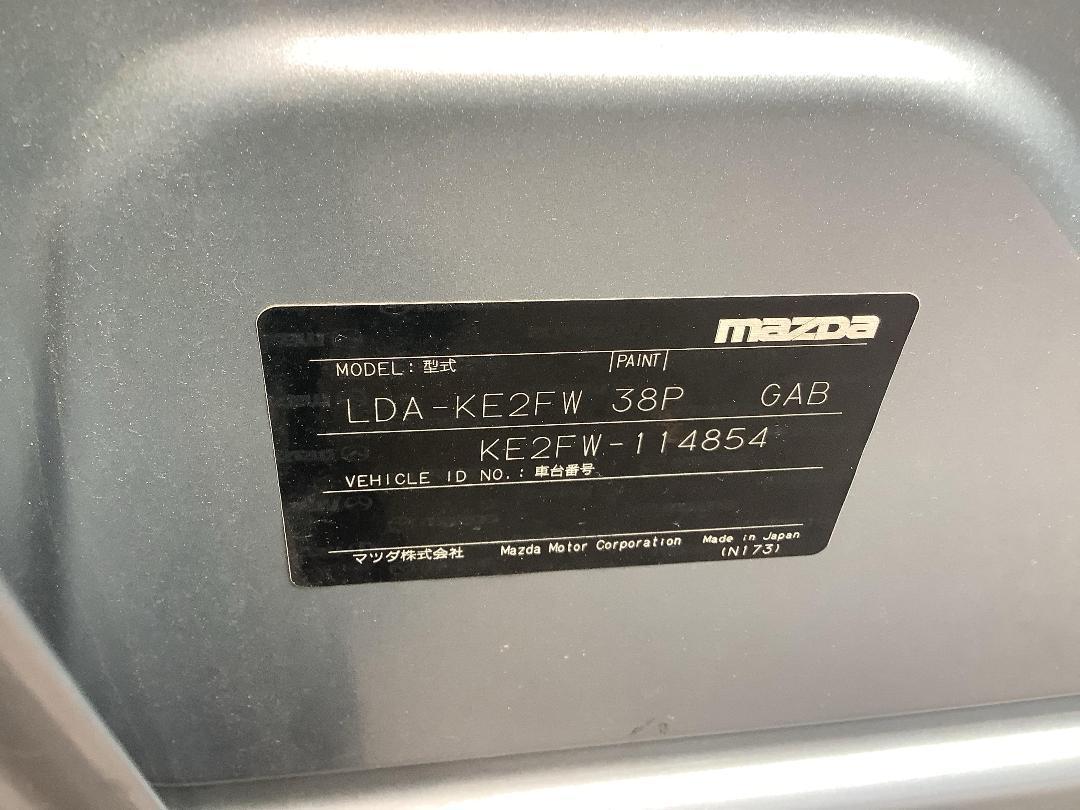 mazda
MODEL：型式 PAINT
LDA-KE2FW 38P GAB
KE2FW-114854
VEHICLE ID NO.：車台番号
マツダ株式会社 Mazda Motor Corporation Made in Japan
(N173)